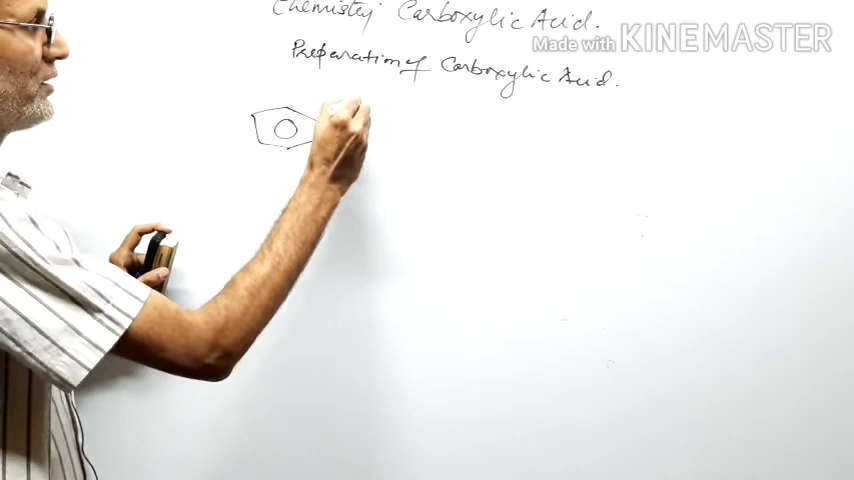 Chemistry: Carboxylic Acid.
Made with KINEMASTER
Preparation of Carboxylic Acid.